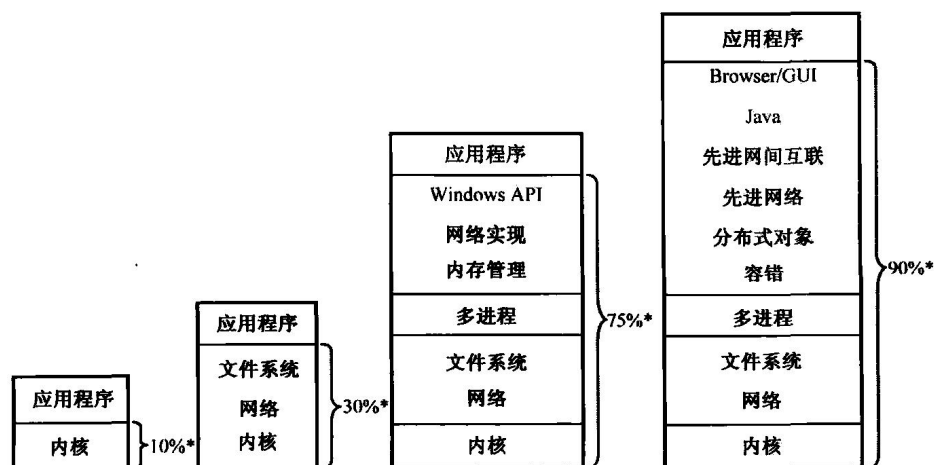 应用程序
内核
10%*
应用程序
文件系统
网络
内核
30%*
应用程序
Windows API
网络实现
内存管理
多进程
文件系统
网络
内核
75%*
应用程序
Browser/GUI
Java
先进网间互联
先进网络
分布式对象
容错
多进程
文件系统
网络
内核
90%*